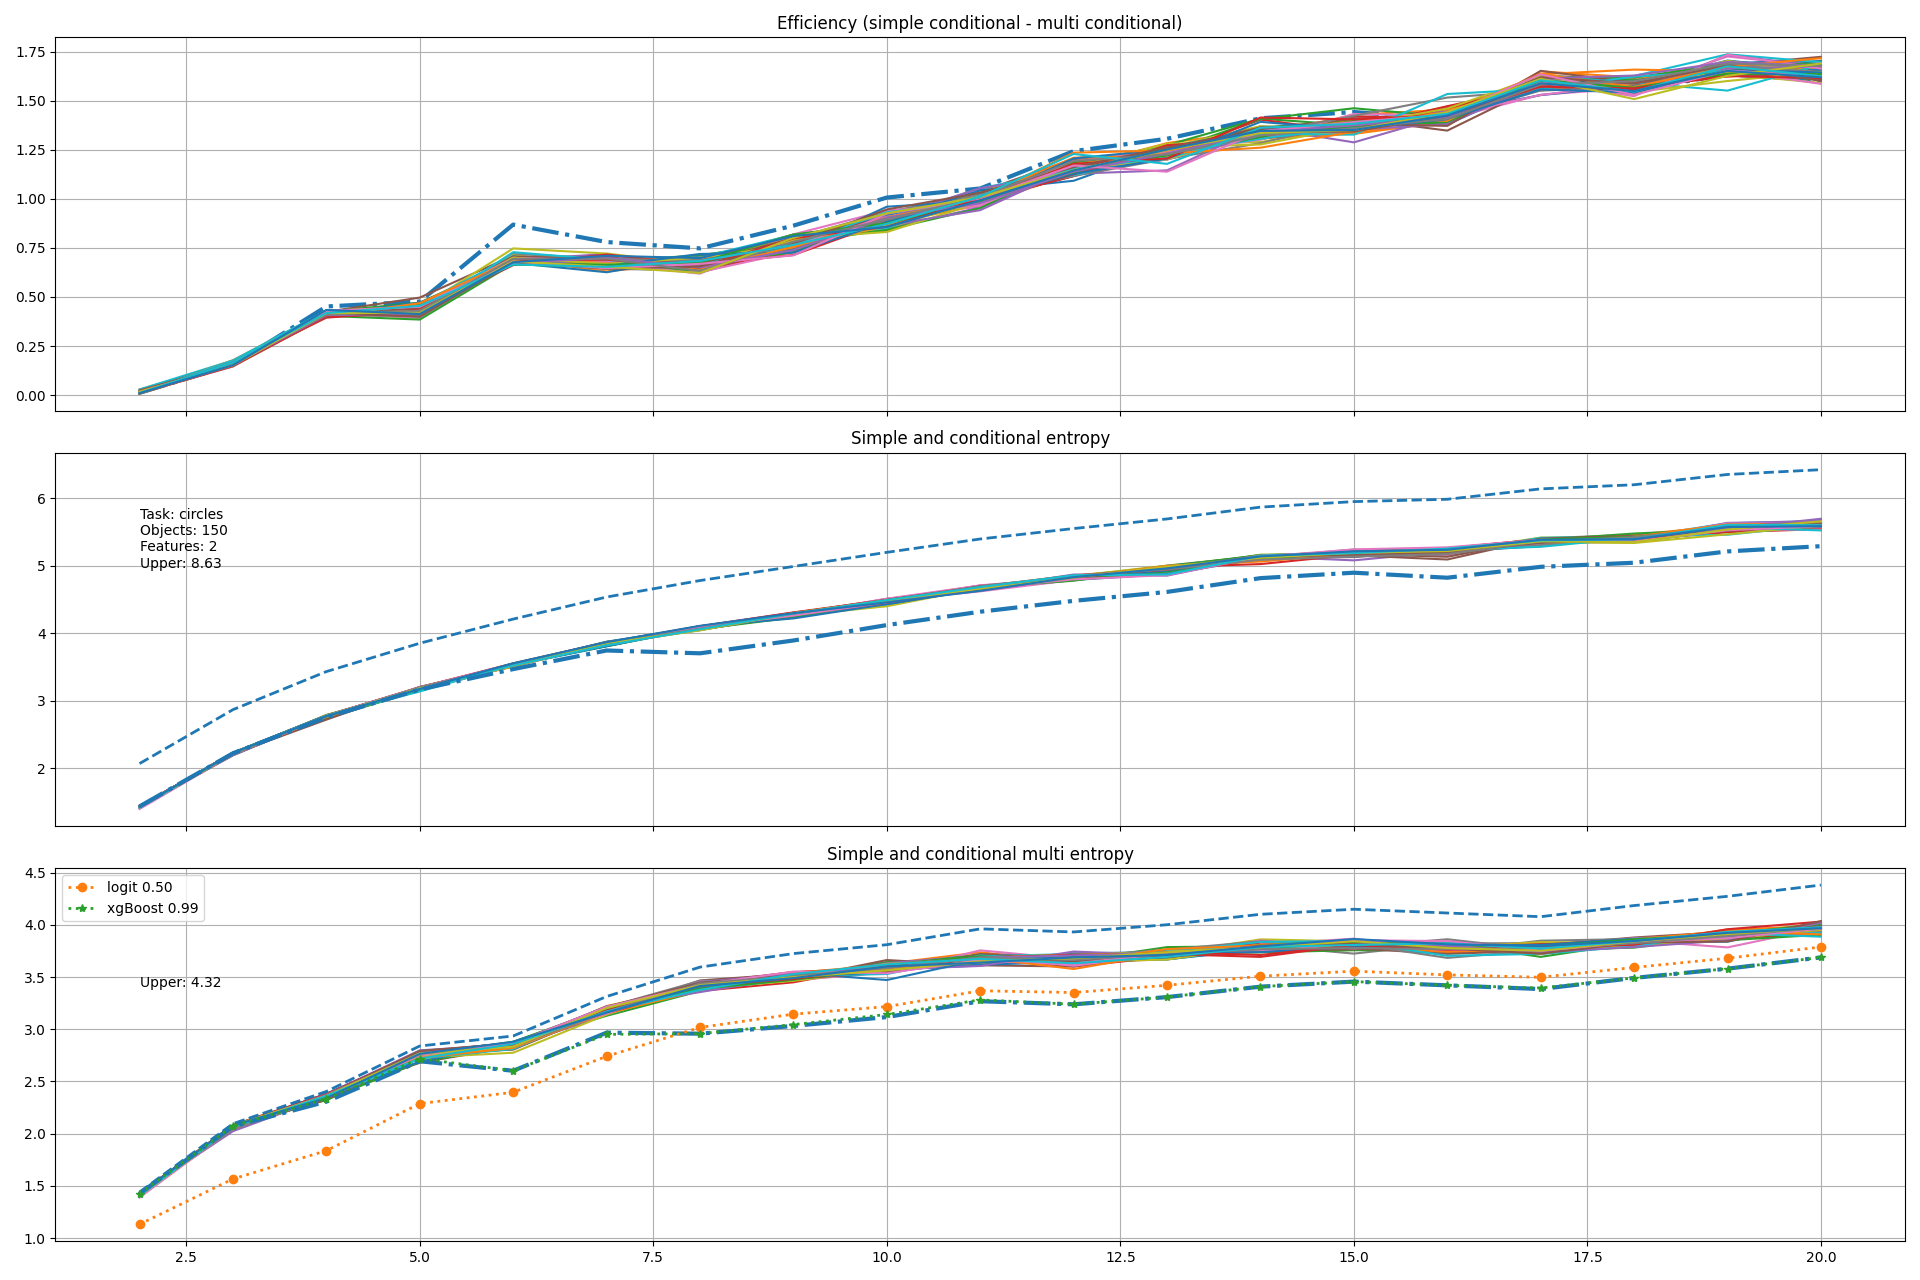 Efficiency (simple conditional - multi conditional)
1.75
1.50
1.25
1.00
0.75
0.50
0.25
0.00
Simple and conditional entropy
6
5
4
3
2
Task: circles
Objects: 150
Features: 2
Upper: 8.63
Simple and conditional multi entropy
4.5
4.0
3.5
3.0
2.5
2.0
1.5
1.0
logit 0.50
xgBoost 0.99
Upper: 4.32
2.5 5.0 7.5 10.0 12.5 15.0 17.5 20.0